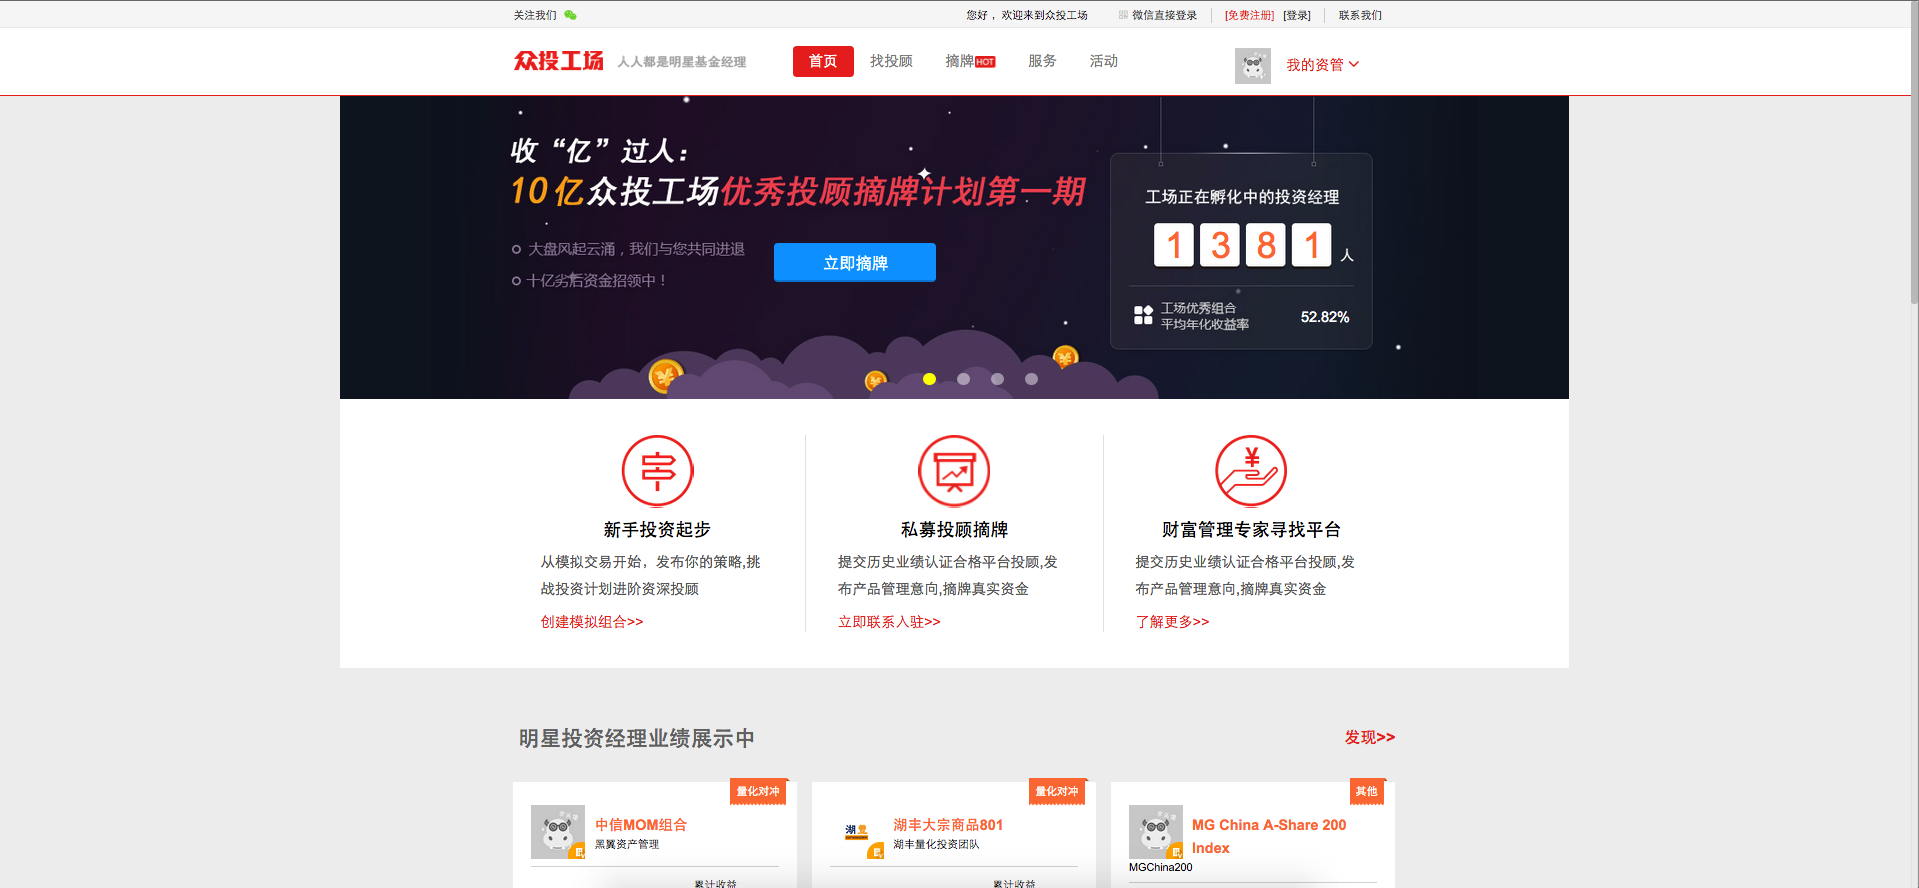 关注我们
您好，欢迎来到众投工场 微信直接登录 [免费注册] [登录] 联系我们
众投工场 人人都是明星基金经理 首页 找投顾 摘牌HOT 服务 活动 我的资管
收“亿”过人：
10亿众投工场优秀投顾摘牌计划第一期
大盘风起云涌，我们与您共同进退
十亿劣后资金招领中！
立即摘牌
工场正在孵化中的投资经理
1381人
工场优秀组合
平均年化收益率
52.82%
新手投资起步
从模拟交易开始，发布你的策略,挑
战投资计划进阶资深投顾
创建模拟组合>>
私募投顾摘牌
提交历史业绩认证合格平台投顾,发
布产品管理意向,摘牌真实资金
立即联系入驻>>
财富管理专家寻找平台
提交历史业绩认证合格平台投顾,发
布产品管理意向,摘牌真实资金
了解更多>>
明星投资经理业绩展示中 发现>>
量化对冲
中信MOM组合
黑翼资产管理
累计收益
量化对冲
湖丰大宗商品801
湖丰量化投资团队
累计收益
其他
MG China A-Share 200
Index
MGChina200